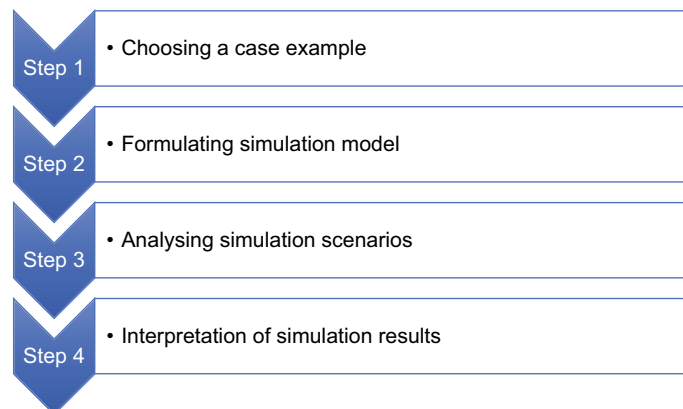 Step 1
• Choosing a case example
Step 2
• Formulating simulation model
Step 3
• Analysing simulation scenarios
Step 4
• Interpretation of simulation results